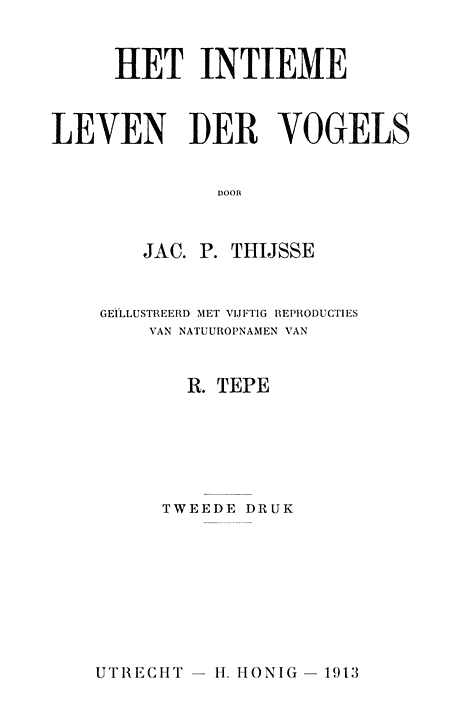 HET INTIEME
LEVEN DER VOGELS
DOOR
JAC. P. THIJSSE
GEÏLLUSTREERD MET VIJFTIG REPRODUCTIES
VAN NATUUROPNAMEN VAN
R. TEPE
TWEEDE DRUK
UTRECHT — H. HONIG — 1913